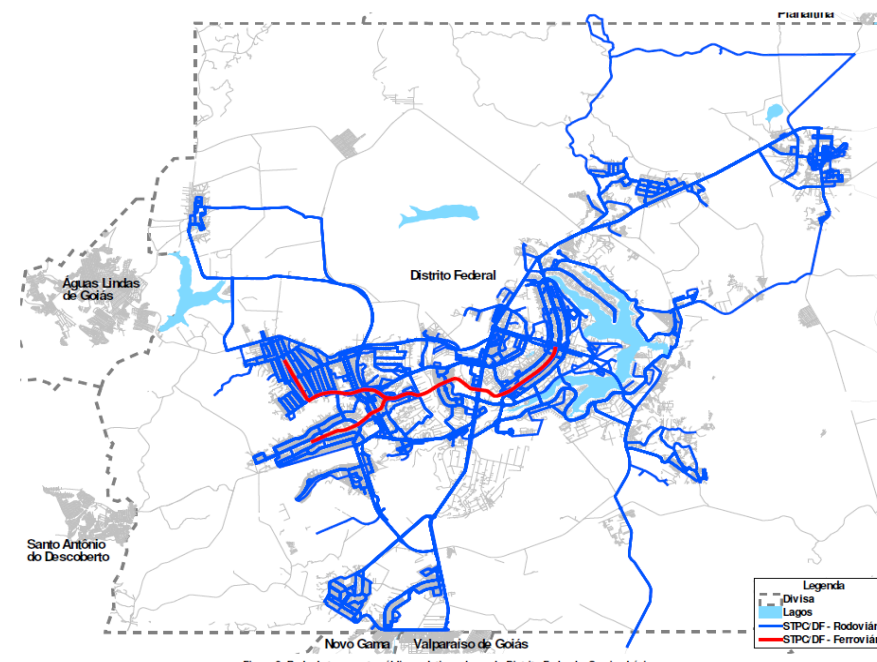 Planaltina
Distrito Federal
Águas Lindas
de Goiás
Santo Antônio
do Descoberto
Novo Gama
Valparaíso de Goiás
Legenda
Divisa
Lagos
STPC/DF - Rodoviár
STPC/DF - Ferroviár